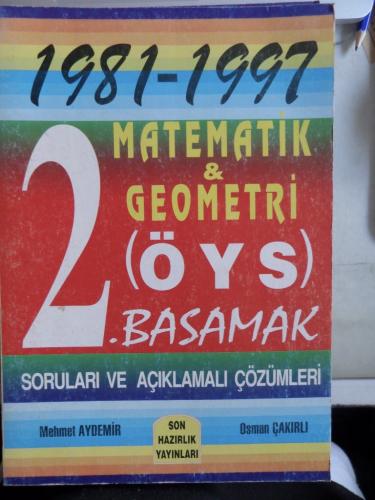 1981-1997
MATEMATİK
&
GEOMETRİ
(ÖYS)
2.BASAMAK
SORULARI VE AÇIKLAMALI ÇÖZÜMLERİ
Mehmet AYDEMİR
SON
HAZIRLIK
YAYINLARI
Osman ÇAKIRLI